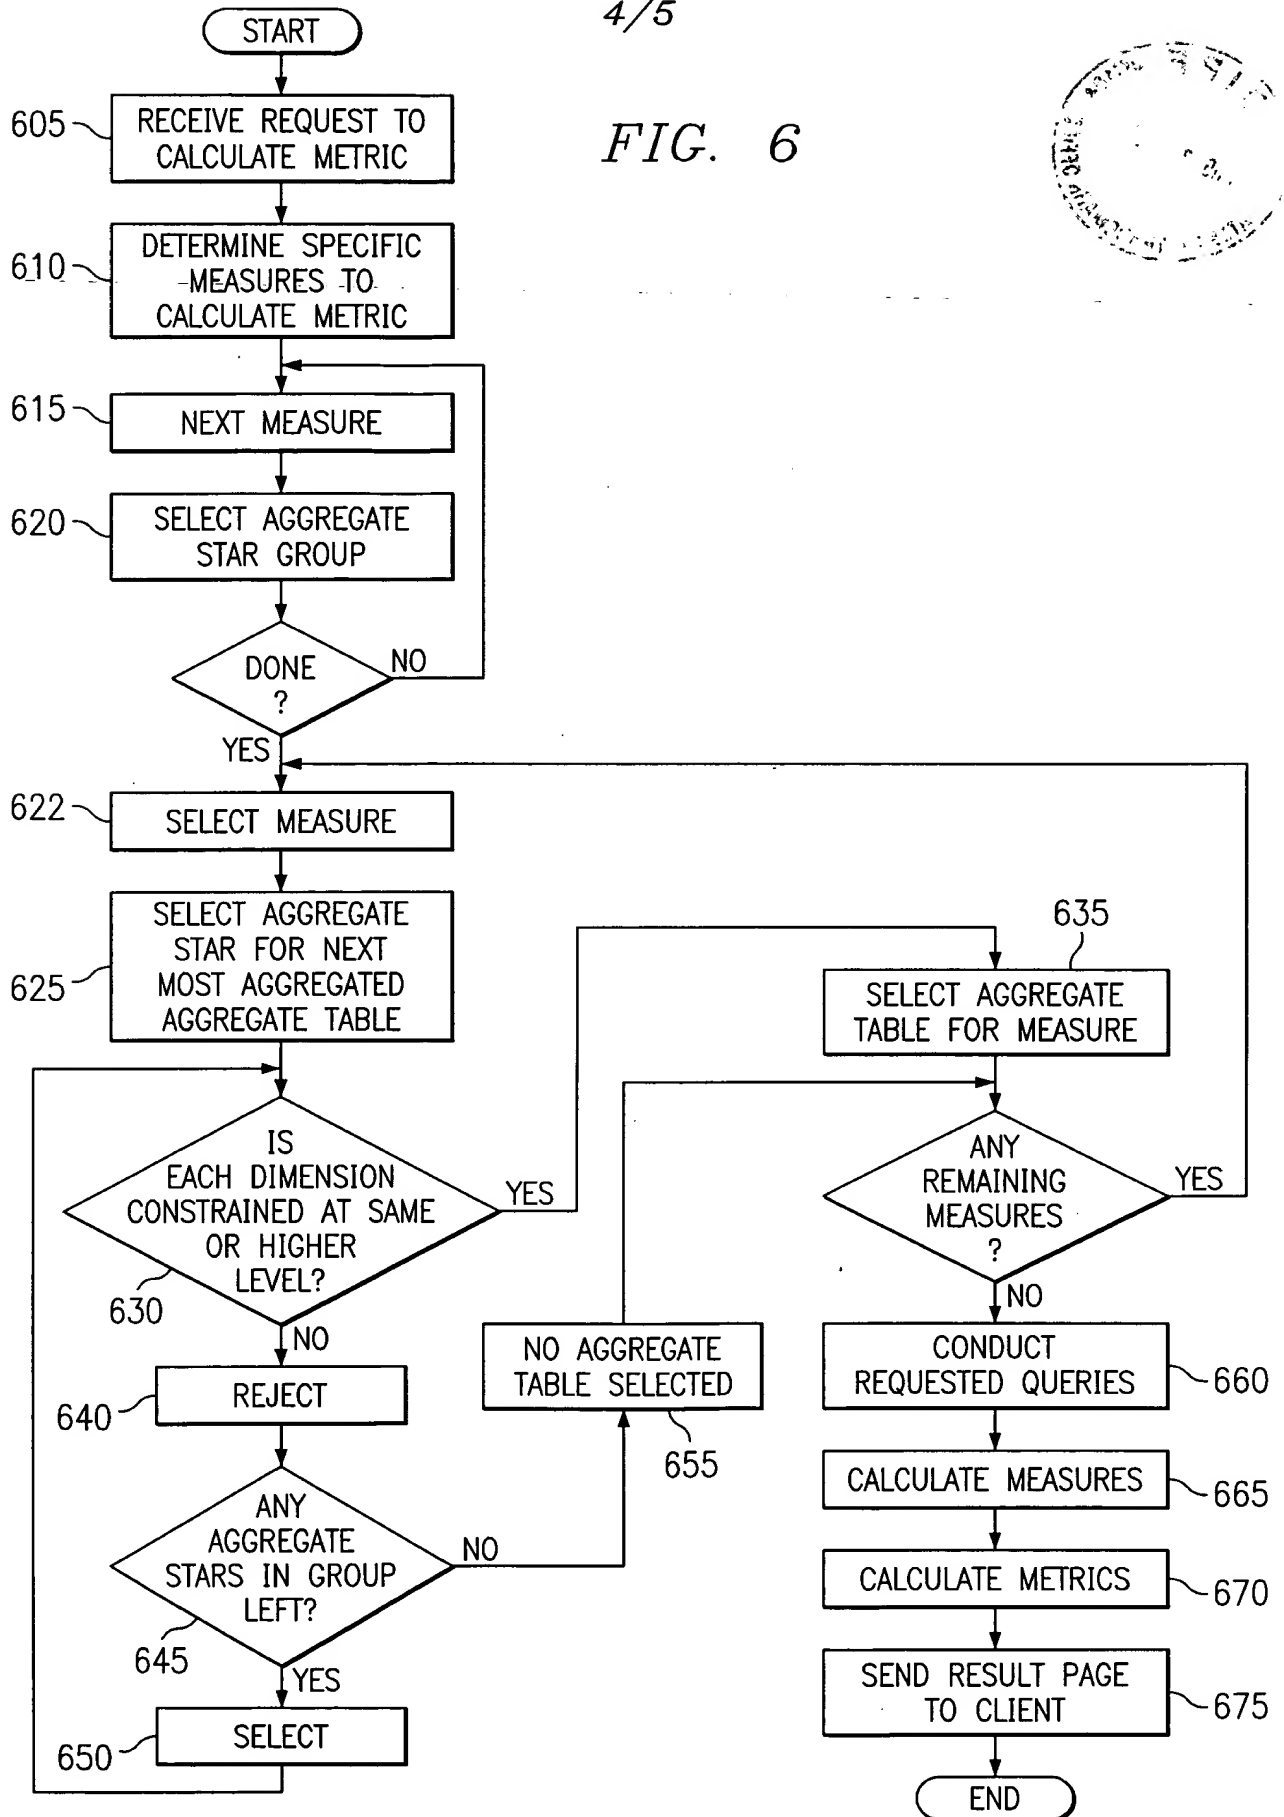 4/5
FIG. 6
START
605
RECEIVE REQUEST TO
CALCULATE METRIC
610
DETERMINE SPECIFIC
MEASURES TO
CALCULATE METRIC
615
NEXT MEASURE
620
SELECT AGGREGATE
STAR GROUP
DONE
?
NO
YES
622
SELECT MEASURE
625
SELECT AGGREGATE
STAR FOR NEXT
MOST AGGREGATED
AGGREGATE TABLE
IS
EACH DIMENSION
CONSTRAINED AT SAME
OR HIGHER
LEVEL?
630
YES
NO
635
SELECT AGGREGATE
TABLE FOR MEASURE
640
REJECT
ANY
AGGREGATE
STARS IN GROUP
LEFT?
645
NO
YES
650
SELECT
NO AGGREGATE
TABLE SELECTED
655
ANY
REMAINING
MEASURES
?
YES
NO
CONDUCT
REQUESTED QUERIES
660
CALCULATE MEASURES
665
CALCULATE METRICS
670
SEND RESULT PAGE
TO CLIENT
675
END